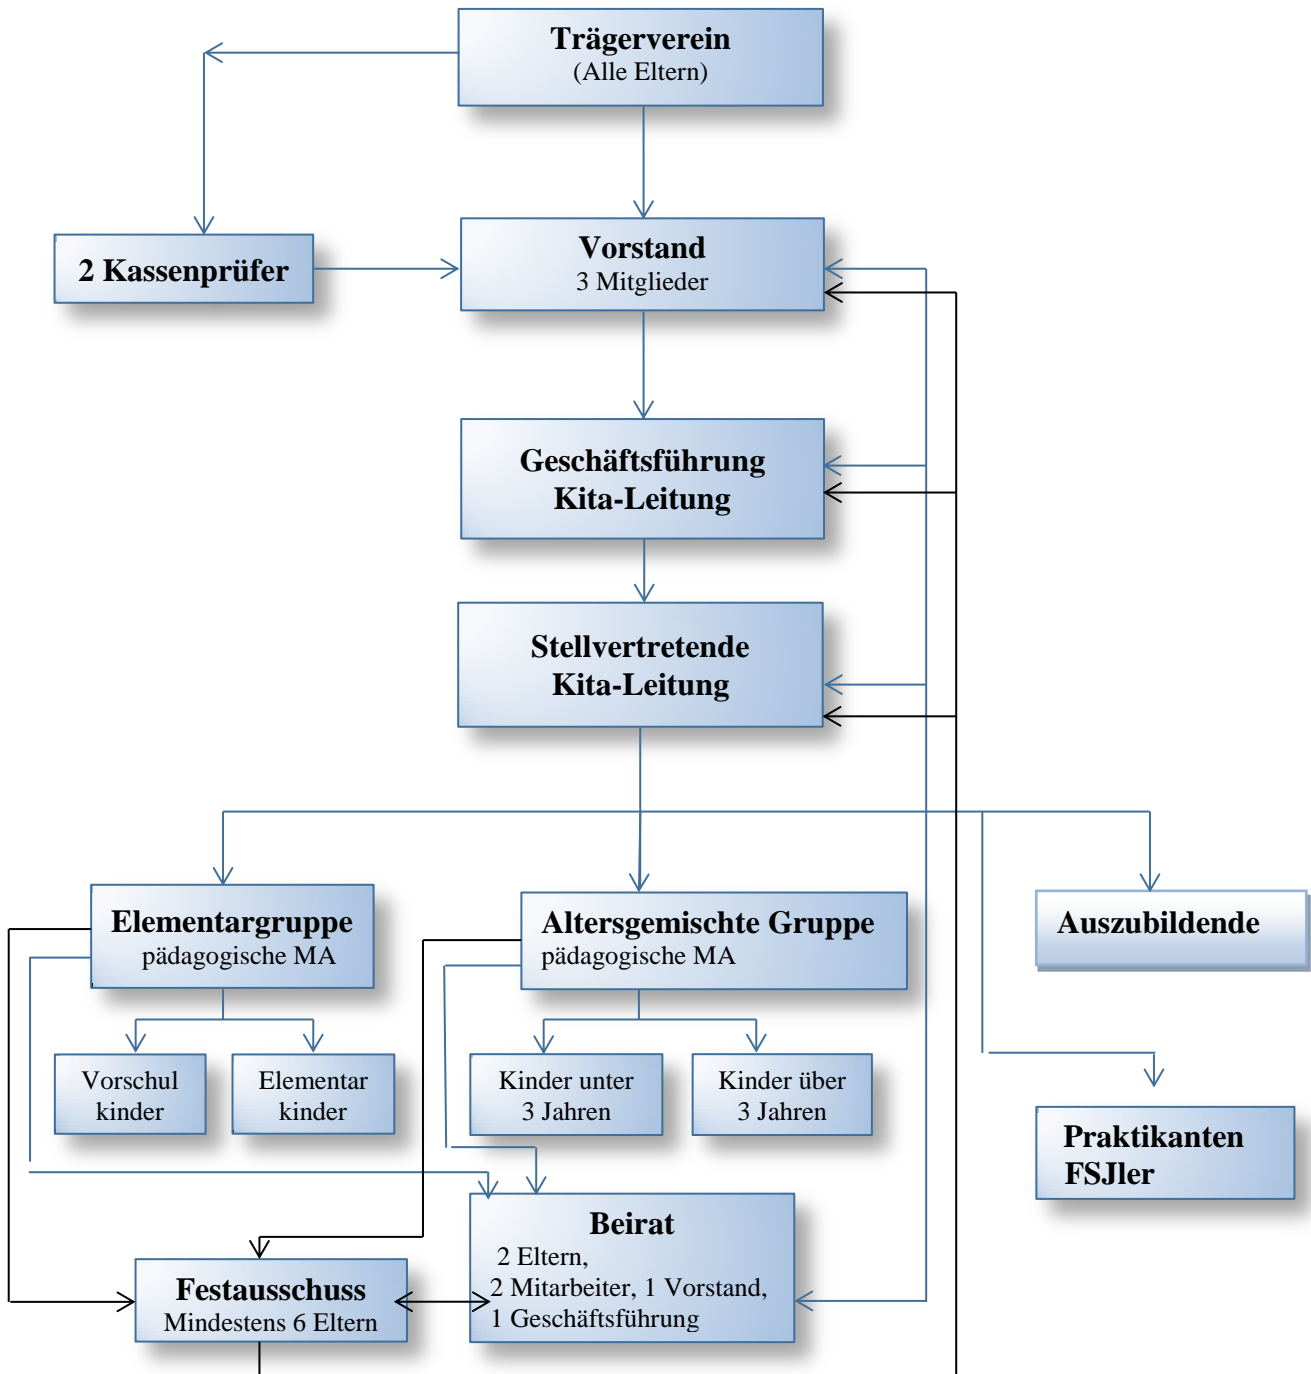 Trägerverein
(Alle Eltern)
2 Kassenprüfer
Vorstand
3 Mitglieder
Geschäftsführung
Kita-Leitung
Stellvertretende
Kita-Leitung
Elementargruppe
pädagogische MA
Altersgemischte Gruppe
pädagogische MA
Auszubildende
Vorschul
kinder
Elementar
kinder
Kinder unter
3 Jahren
Kinder über
3 Jahren
Praktikanten
FSJler
Beirat
2 Eltern,
2 Mitarbeiter, 1 Vorstand,
1 Geschäftsführung
Festausschuss
Mindestens 6 Eltern